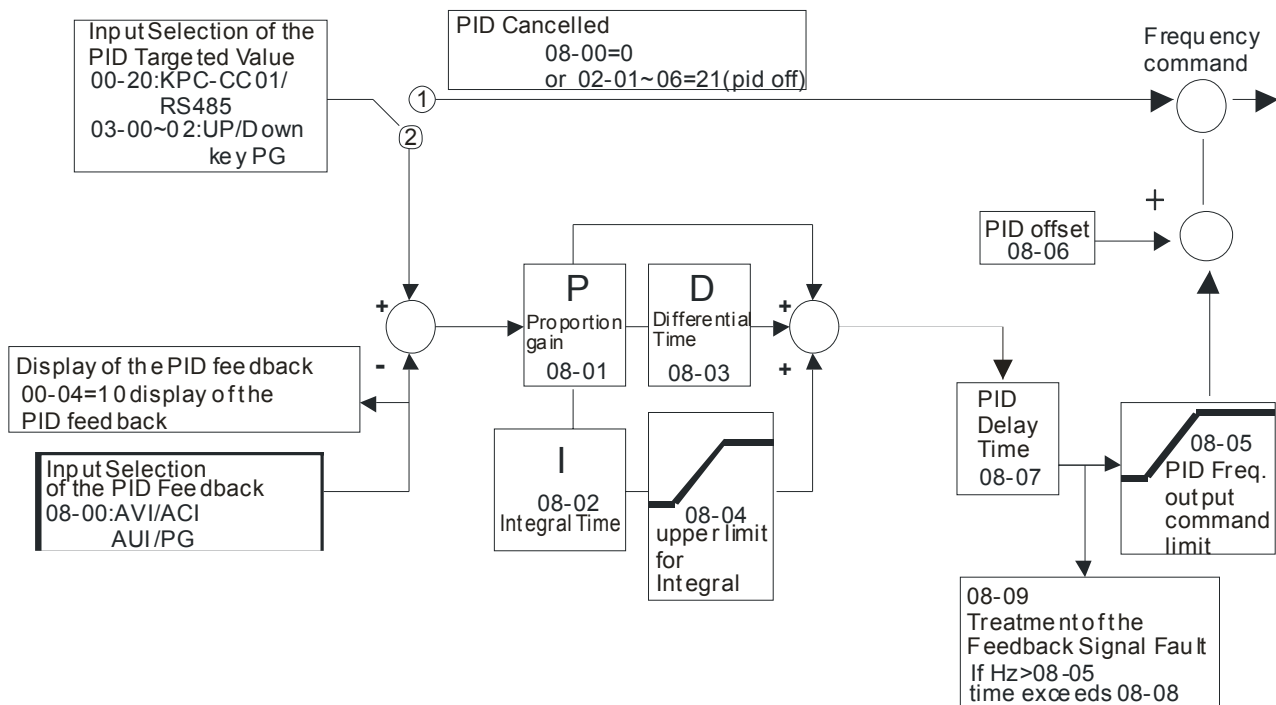 Input Selection of the
PID Targeted Value
00-20:KPC-CC01/
RS485
03-00~02:UP/Down
key PG
PID Cancelled
08-00=0
or 02-01~06=21(pid off)
Frequency
command
1
2
+
PID offset
08-06
P
Proportion
gain
08-01
D
Differential
Time
08-03
+
-
+
+
Display of the PID feedback
00-04=10 display of the
PID feedback
Input Selection
of the PID Feedback
08-00:AVI/ACI
AUI/PG
I
08-02
Integral Time
08-04
upper limit
for
Integral
PID
Delay
Time
08-07
08-05
PID Freq.
output
command
limit
08-09
Treatment of the
Feedback Signal Fault
If Hz>08-05
time exceeds 08-08